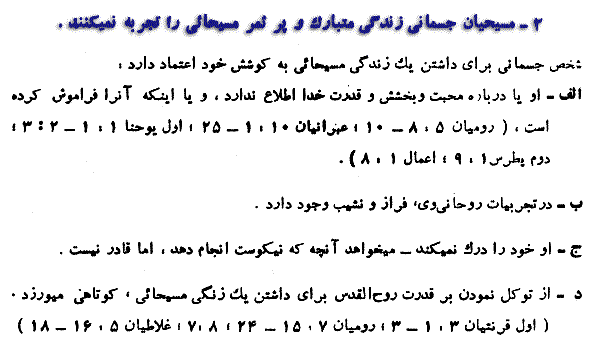 ۲ ـ مسیحیان جسمانی زندگی متبارك و پر ثمر مسیحائی را تجربه نمیکنند .
شخص جسمانی برای داشتن یك زندگی مسیحائی به کوشش خود اعتماد دارد :
الف ـ او یا درباره محبت وبخشش و قدرت خدا اطلاع ندارد ، و یا اینکه آنرا فراموش کرده
است ، ( رومیان ۵ : ۸ ـ ۱۰ ؛ عبرانیان ۱۰ : ۱ ـ ۲۵ ؛ اول یوحنا ۱ : ۱ ـ ۲ : ۳ ؛
دوم پطرس ۱ : ۹ ؛ اعمال ۱ : ۸ ) .
ب ـ درتجربیات روحانی‌وی، فراز و نشیب وجود دارد .
ج ـ او خود را درك نمیکند ـ میخواهد آنچه که نیکوست انجام دهد ، اما قادر نیست .
د ـ از توکل نمودن بر قدرت روح‌القدس برای داشتن یك زنگی مسیحائی ، کوتاهی میورزد .
( اول قرنتیان ۳ : ۱ ـ ۳ ؛ رومیان ۷ : ۱۵ ـ ۲۴ ؛ ۸ : ۷ ؛ غلاطیان ۵ : ۱۶ ـ ۱۸ )